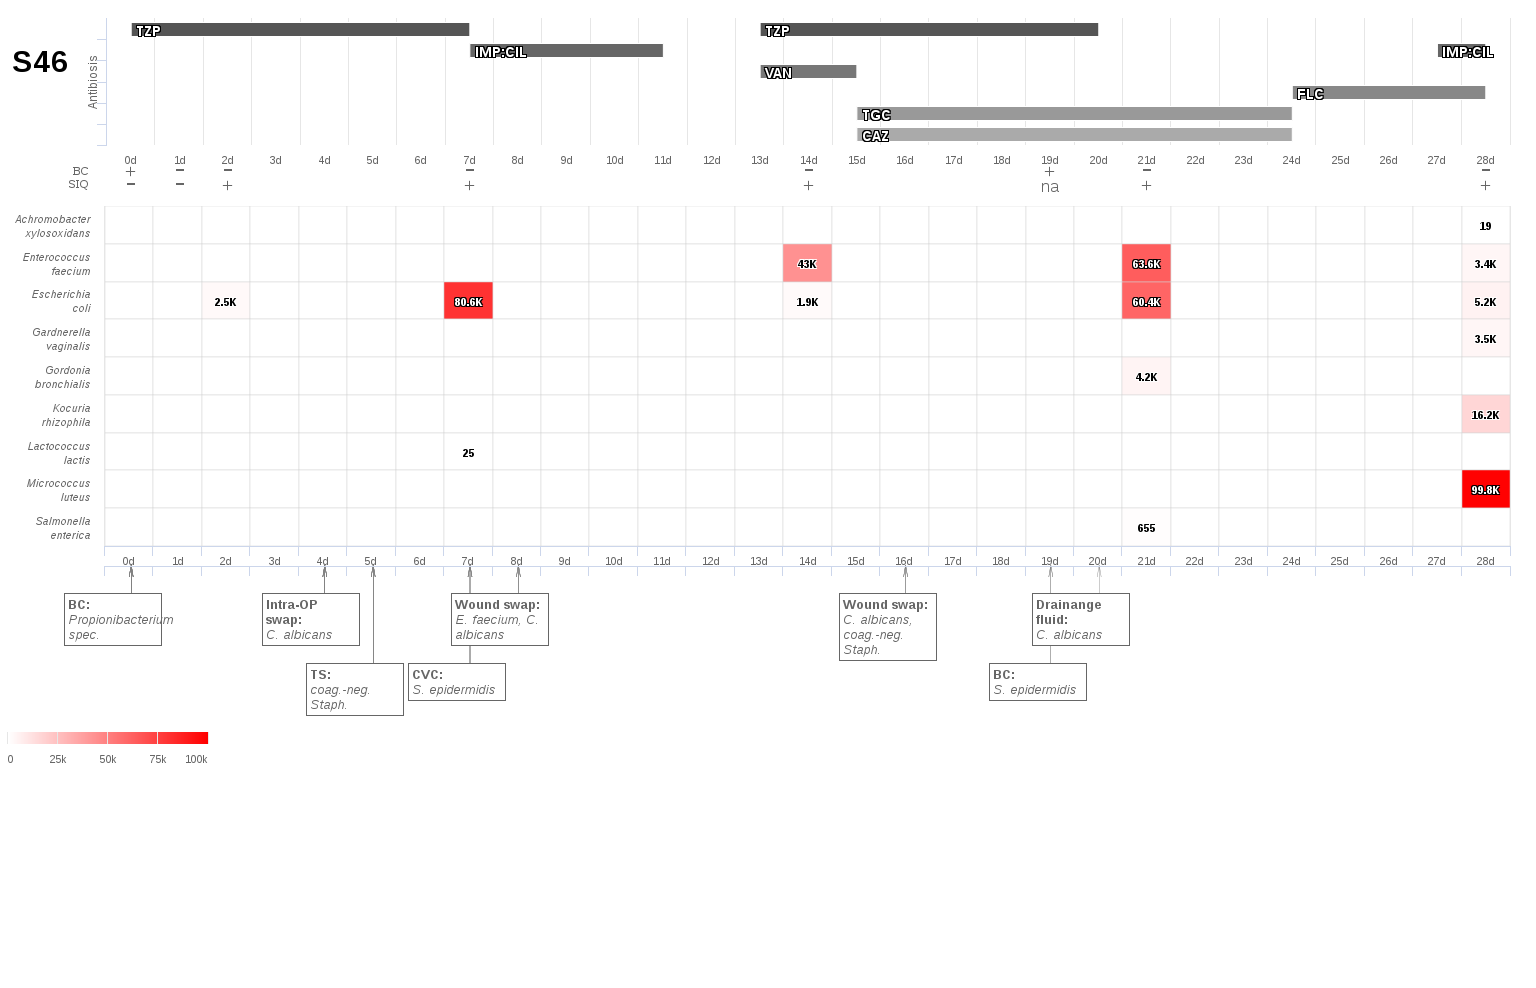 S46
Antibiosis
TZP
TZP
IMP:CIL
IMP:CIL
VAN
FLC
TGC
CAZ
0d 1d 2d 3d 4d 5d 6d 7d 8d 9d 10d 11d 12d 13d 14d 15d 16d 17d 18d 19d 20d 21d 22d 23d 24d 25d 26d 27d 28d
BC + − − − − + − −
SIQ − − + + + na + +
Achromobacter
xylosoxidans
19
Enterococcus
faecium
43K 63.6K 3.4K
Escherichia
coli
2.5K 80.6K 1.9K 60.4K 5.2K
Gardnerella
vaginalis
3.5K
Gordonia
bronchialis
4.2K
Kocuria
rhizophila
16.2K
Lactococcus
lactis
25
Micrococcus
luteus
99.8K
Salmonella
enterica
655
0d 1d 2d 3d 4d 5d 6d 7d 8d 9d 10d 11d 12d 13d 14d 15d 16d 17d 18d 19d 20d 21d 22d 23d 24d 25d 26d 27d 28d
BC:
Propionibacterium
spec.
Intra-OP
swap:
C. albicans
Wound swap:
E. faecium, C.
albicans
Wound swap:
C. albicans,
coag.-neg.
Staph.
Drainange
fluid:
C. albicans
TS:
coag.-neg.
Staph.
CVC:
S. epidermidis
BC:
S. epidermidis
0 25k 50k 75k 100k